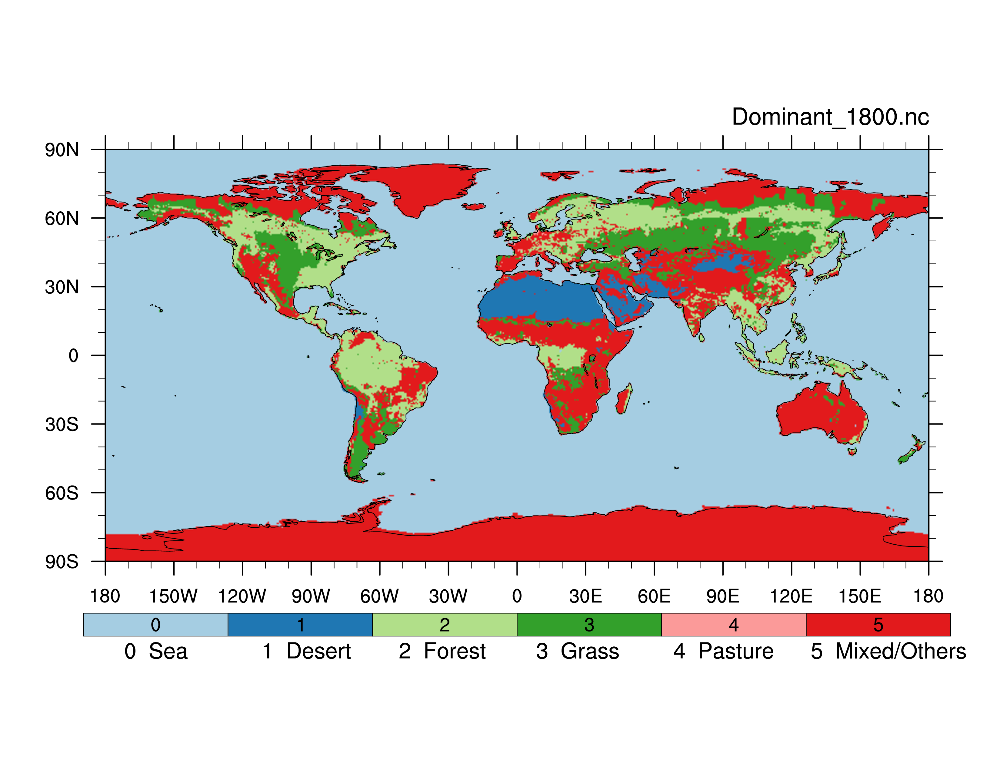 Dominant_1800.nc
90N
60N
30N
0
30S
60S
90S
180 150W 120W 90W 60W 30W 0 30E 60E 90E 120E 150E 180
0 1 2 3 4 5
0 Sea 1 Desert 2 Forest 3 Grass 4 Pasture 5 Mixed/Others